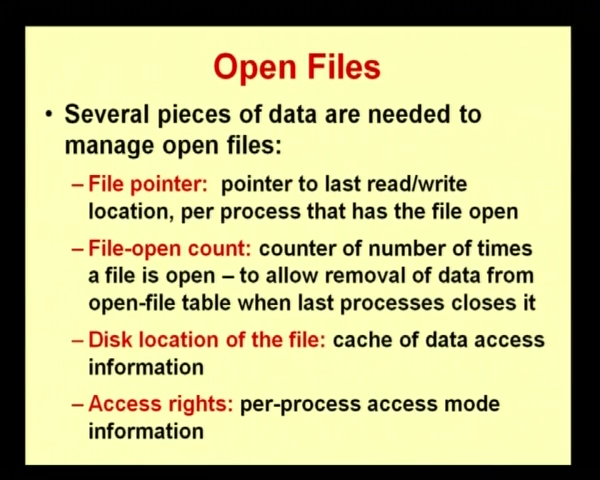 Open Files
• Several pieces of data are needed to
manage open files:
– File pointer: pointer to last read/write
location, per process that has the file open
– File-open count: counter of number of times
a file is open – to allow removal of data from
open-file table when last processes closes it
– Disk location of the file: cache of data access
information
– Access rights: per-process access mode
information